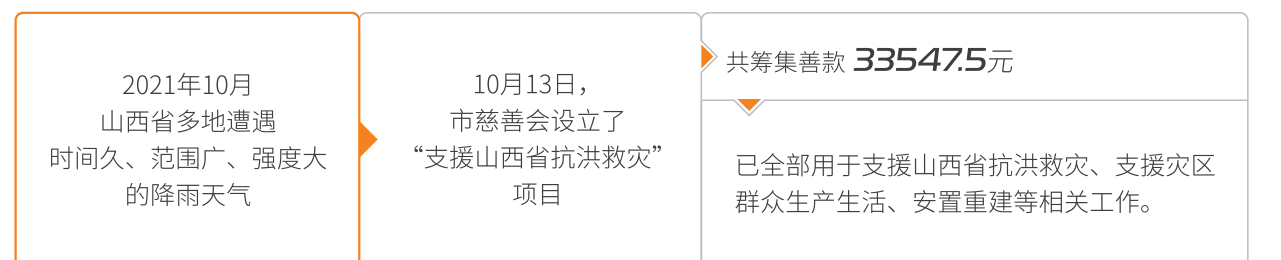 2021年10月
山西省多地遭遇
时间久、范围广、强度大
的降雨天气
10月13日，
市慈善会设立了
“支援山西省抗洪救灾”
项目
共筹集善款 33547.5元
已全部用于支援山西省抗洪救灾、支援灾区
群众生产生活、安置重建等相关工作。